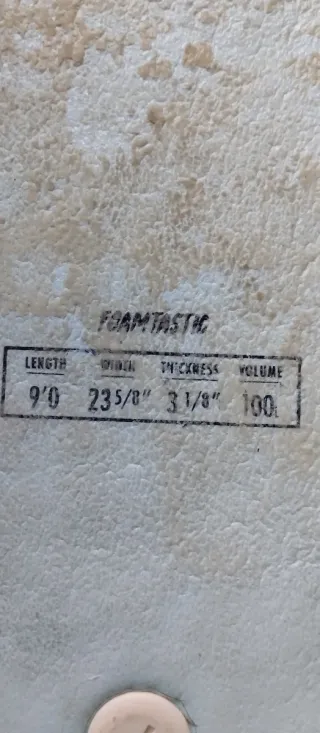 FOAMTASTIC
LENGTH WIDTH THICKNESS VOLUME
9'0 23 5/8" 3 1/8" 100L